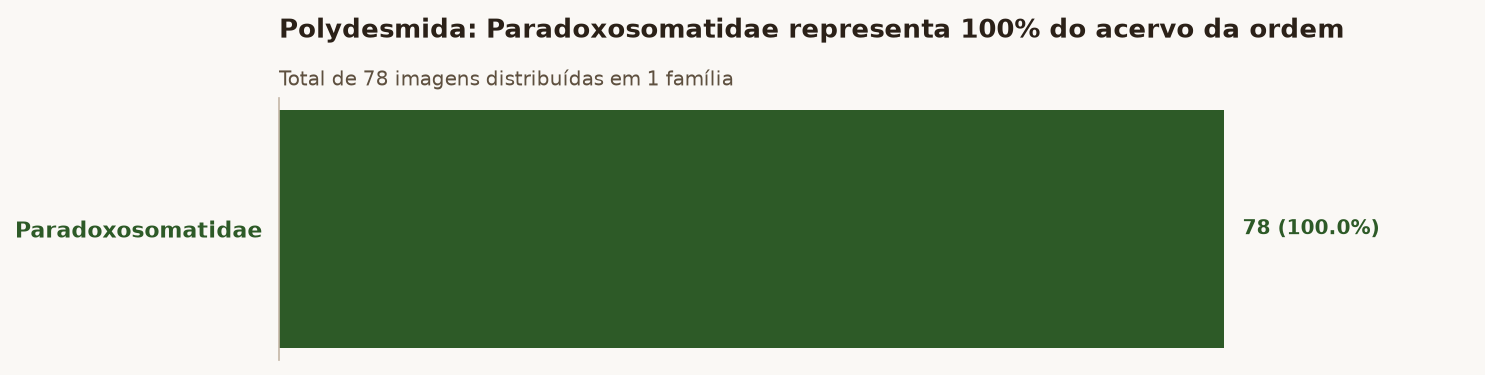 Polydesmida: Paradoxosomatidae representa 100% do acervo da ordem
Total de 78 imagens distribuídas em 1 família
Paradoxosomatidae
78 (100.0%)